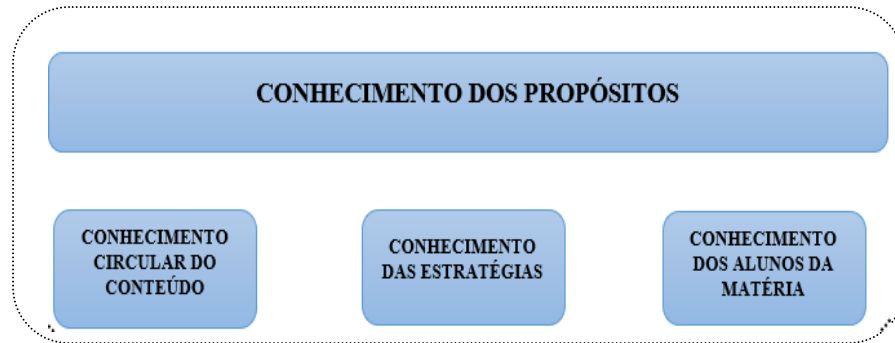 CONHECIMENTO DOS PROPÓSITOS
CONHECIMENTO
CIRCULAR DO
CONTEÚDO
CONHECIMENTO
DAS ESTRATÉGIAS
CONHECIMENTO
DOS ALUNOS DA
MATÉRIA